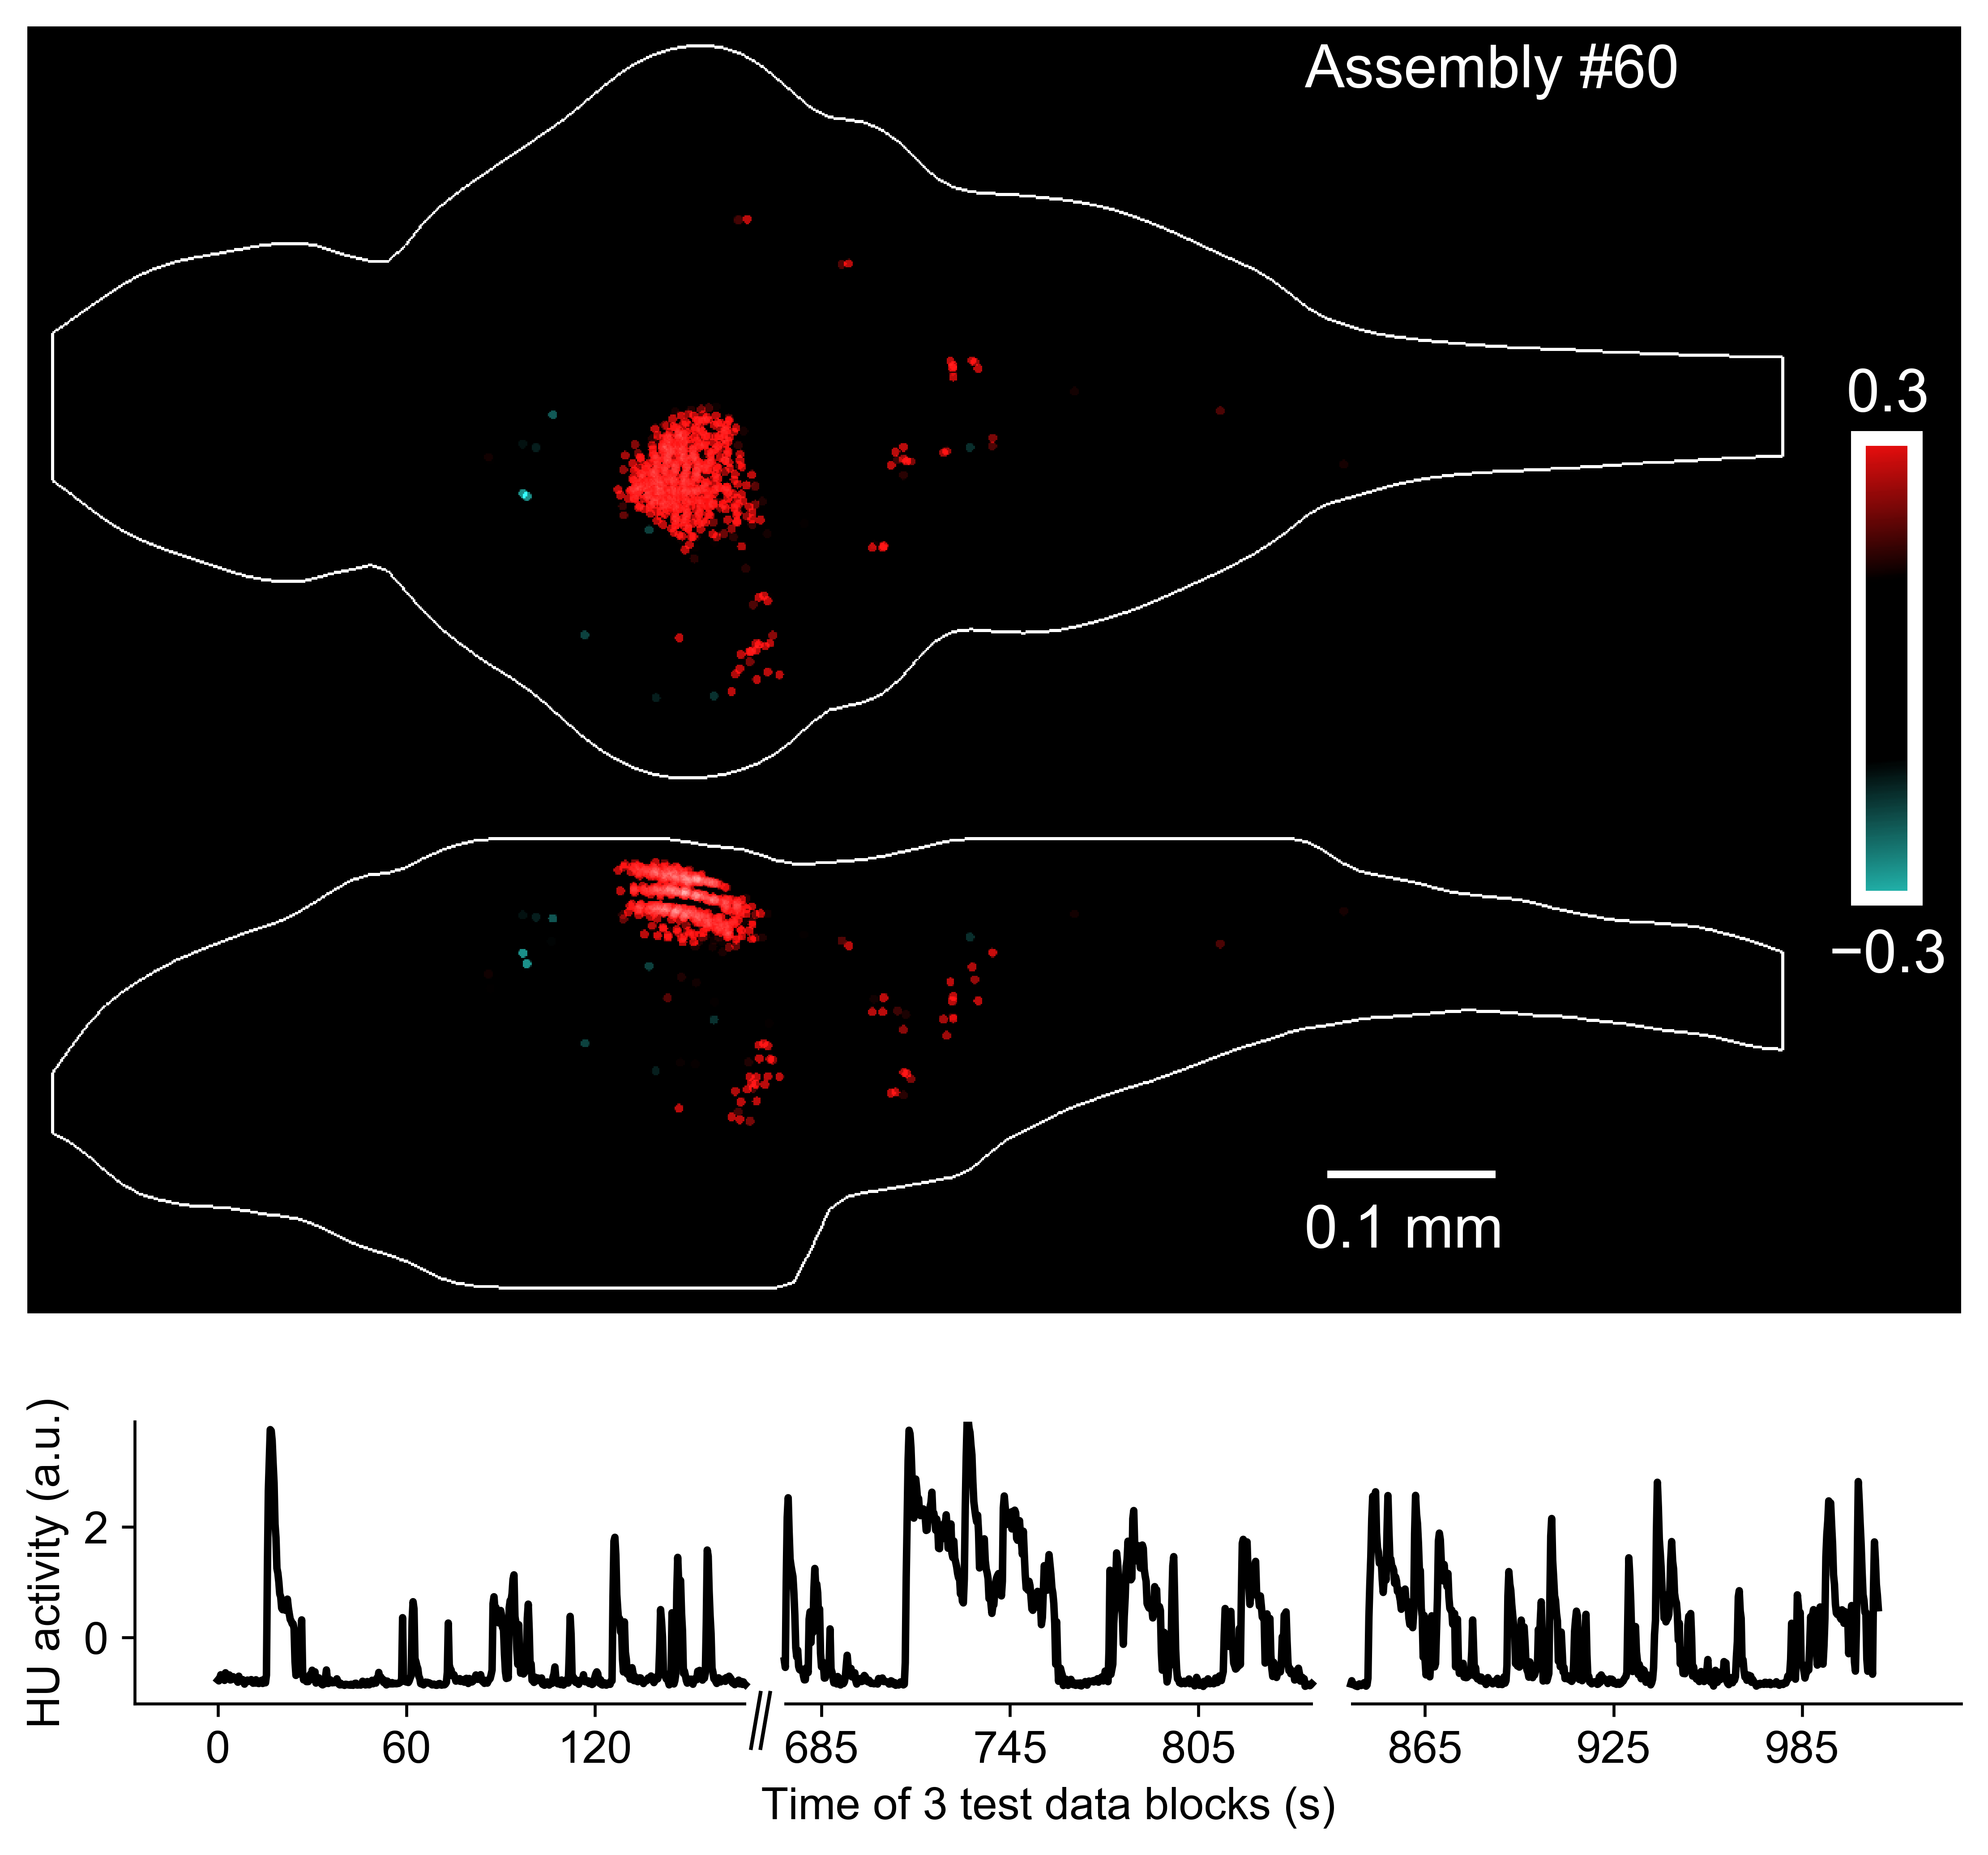 Assembly #60
0.3
−0.3
0.1 mm
HU activity (a.u.)
2
0
0 60 120 685 745 805 865 925 985
Time of 3 test data blocks (s)